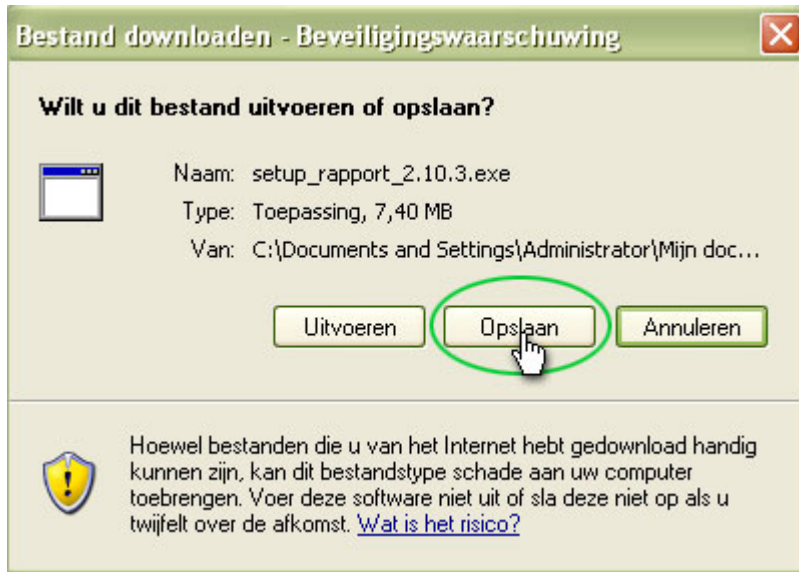 Bestand downloaden - Beveiligingswaarschuwing
Wilt u dit bestand uitvoeren of opslaan?
Naam: setup_rapport_2.10.3.exe
Type: Toepassing, 7,40 MB
Van: C:\Documents and Settings\Administrator\Mijn doc...
Uitvoeren Opslaan Annuleren
Hoewel bestanden die u van het Internet hebt gedownload handig
kunnen zijn, kan dit bestandstype schade aan uw computer
toebrengen. Voer deze software niet uit of sla deze niet op als u
twijfelt over de afkomst. Wat is het risico?